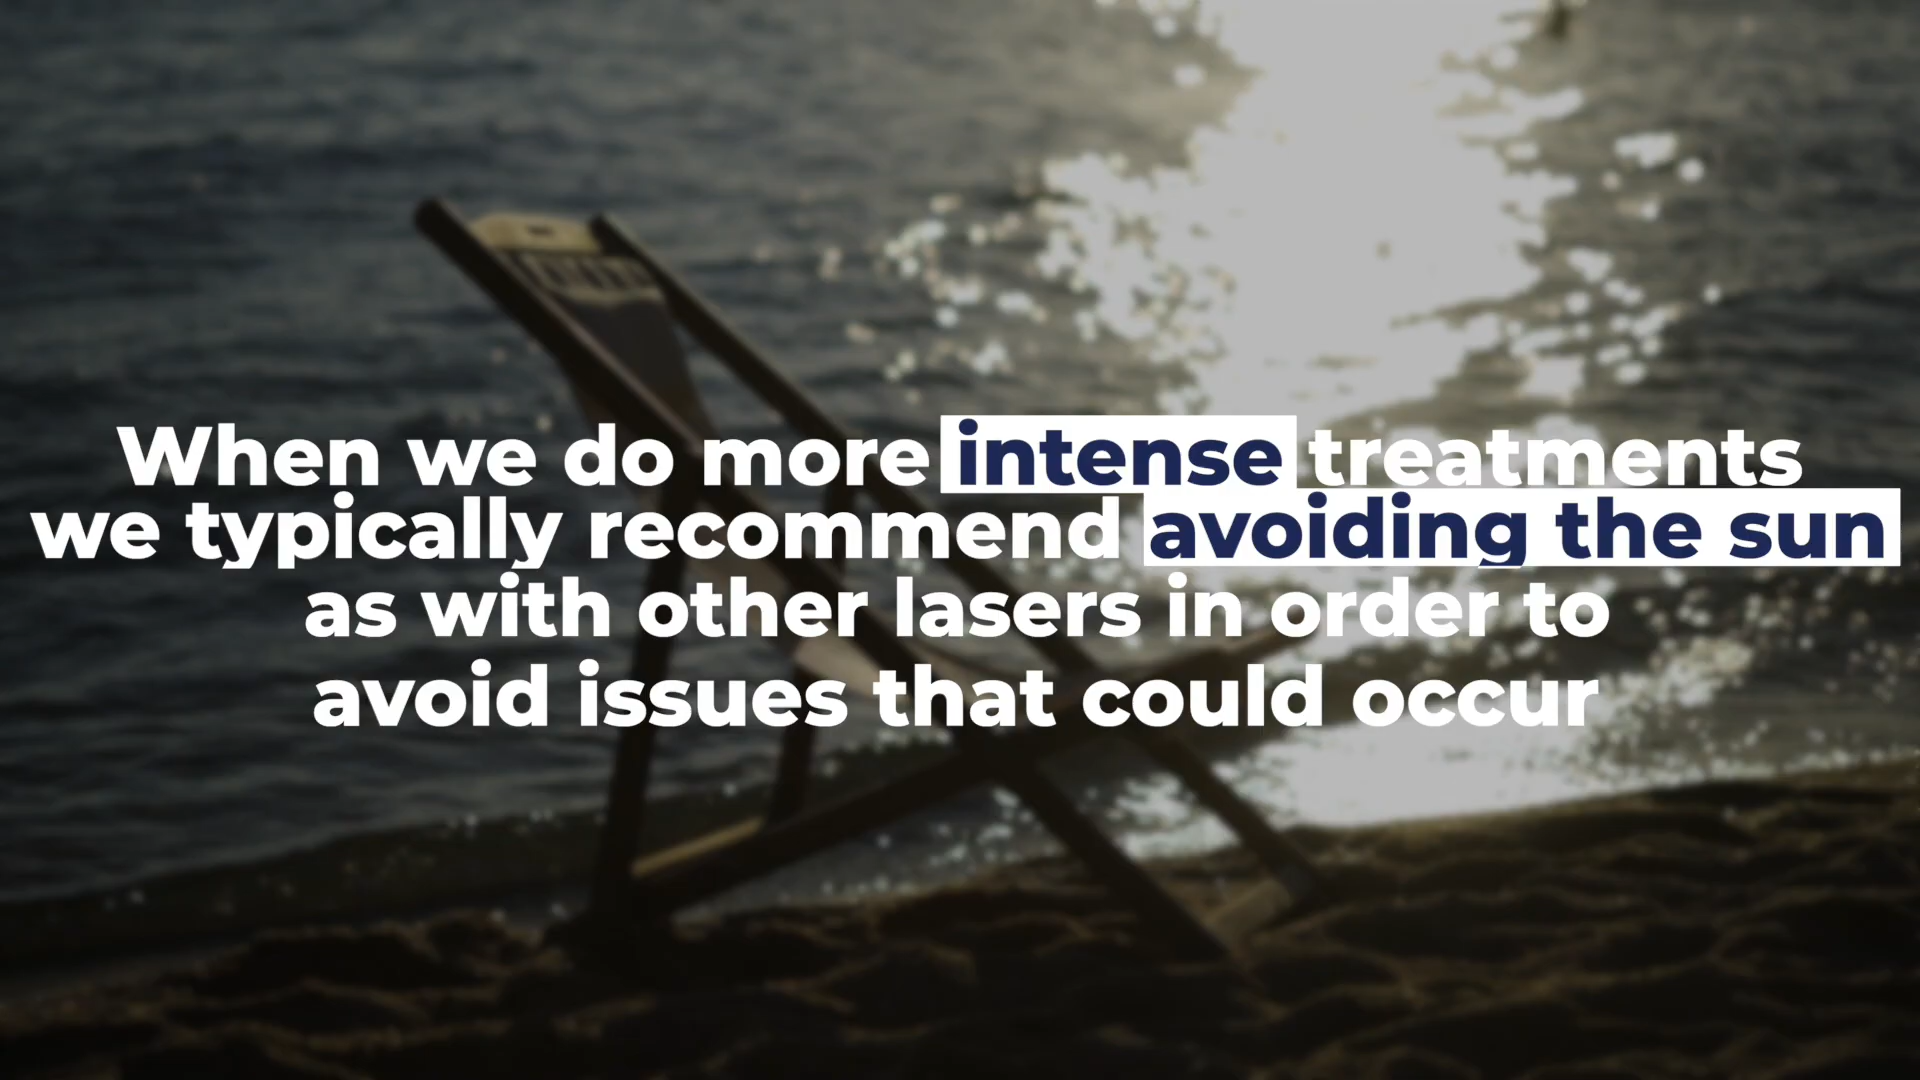 When we do more intense treatments
we typically recommend avoiding the sun
as with other lasers in order to
avoid issues that could occur